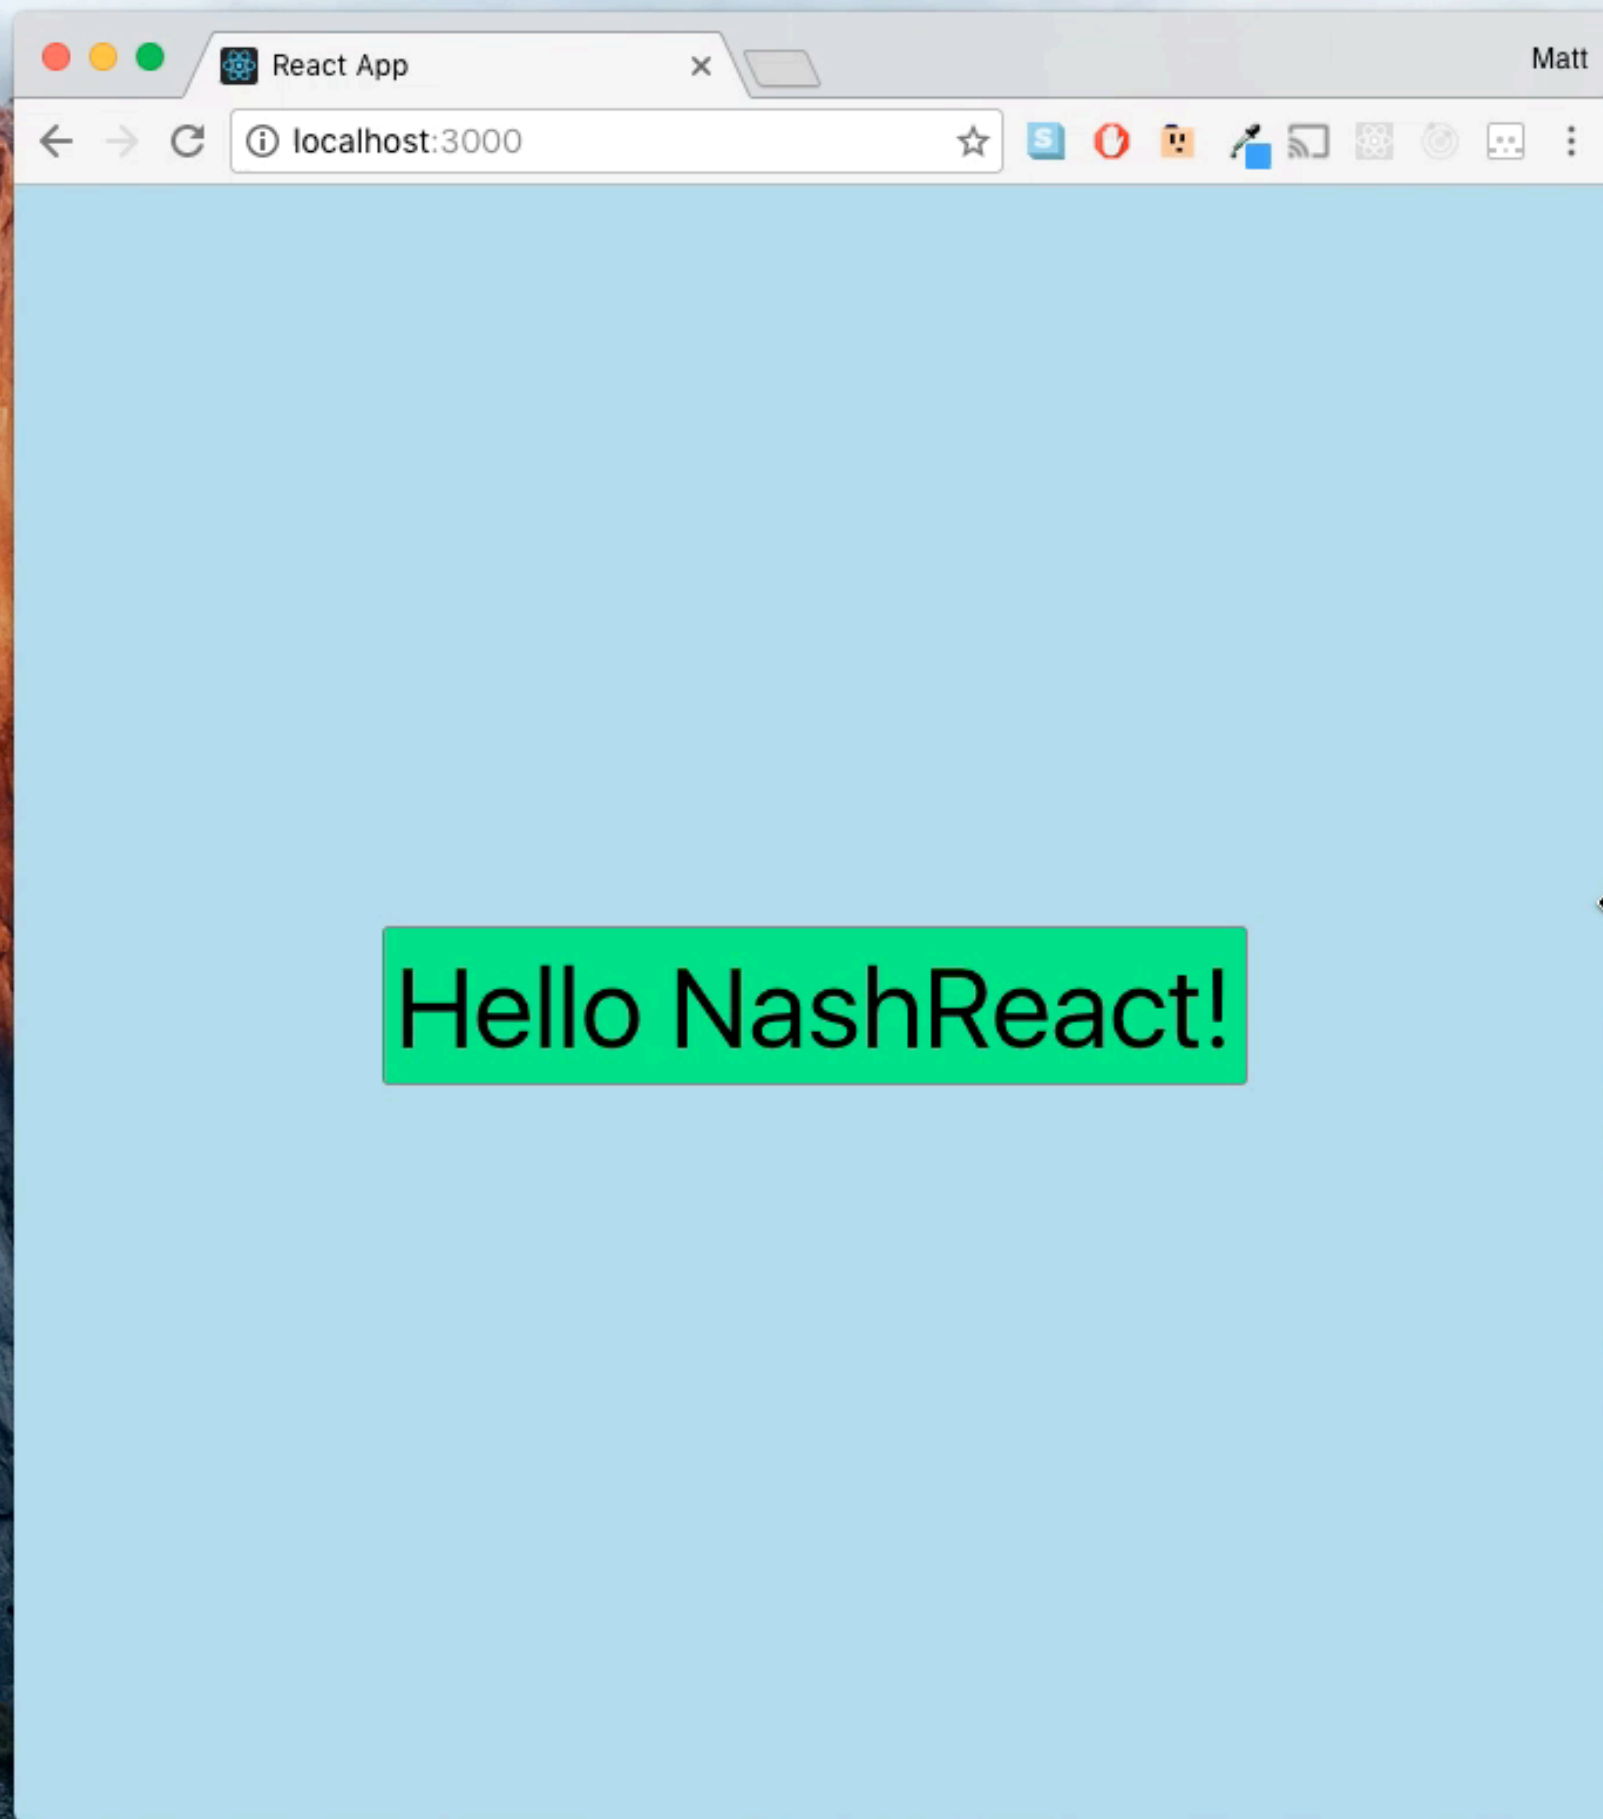 React App
Matt
localhost:3000
S
Hello NashReact!